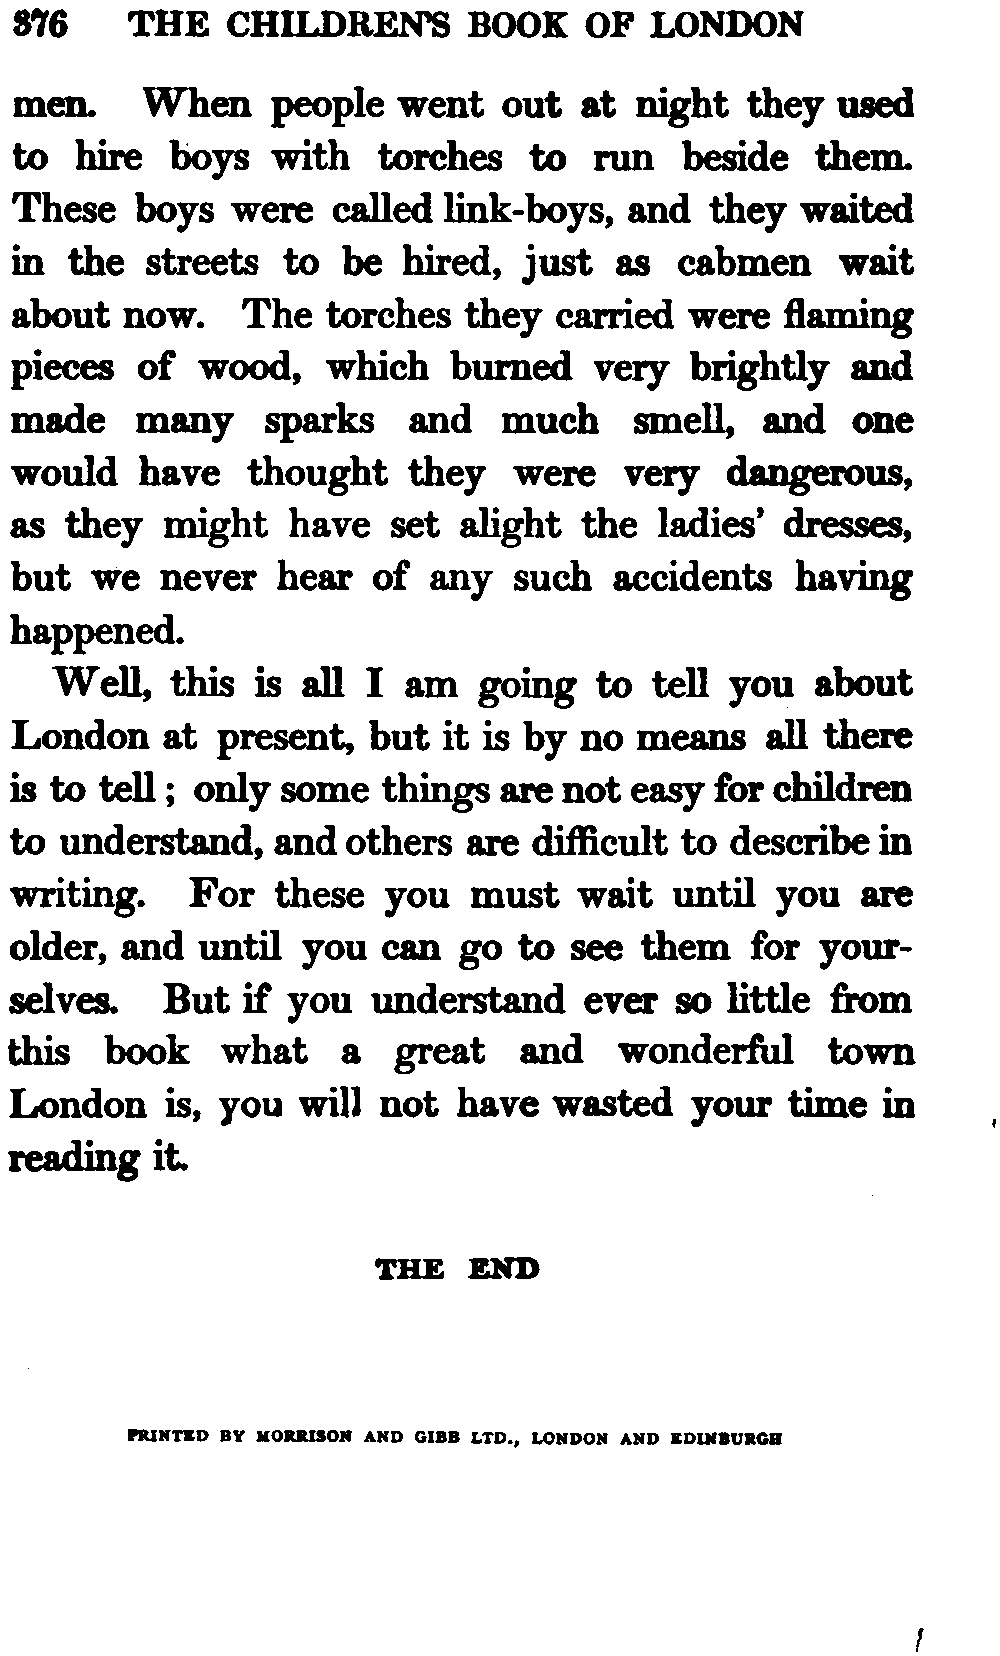 376 THE CHILDREN'S BOOK OF LONDON
men. When people went out at night they used
to hire boys with torches to run beside them.
These boys were called link-boys, and they waited
in the streets to be hired, just as cabmen wait
about now. The torches they carried were flaming
pieces of wood, which burned very brightly and
made many sparks and much smell, and one
would have thought they were very dangerous,
as they might have set alight the ladies' dresses,
but we never hear of any such accidents having
happened.
Well, this is all I am going to tell you about
London at present, but it is by no means all there
is to tell; only some things are not easy for children
to understand, and others are difficult to describe in
writing. For these you must wait until you are
older, and until you can go to see them for your-
selves. But if you understand ever so little from
this book what a great and wonderful town
London is, you will not have wasted your time in
reading it.
THE END
PRINTED BY MORRISON AND GIBB LTD., LONDON AND EDINBURGH